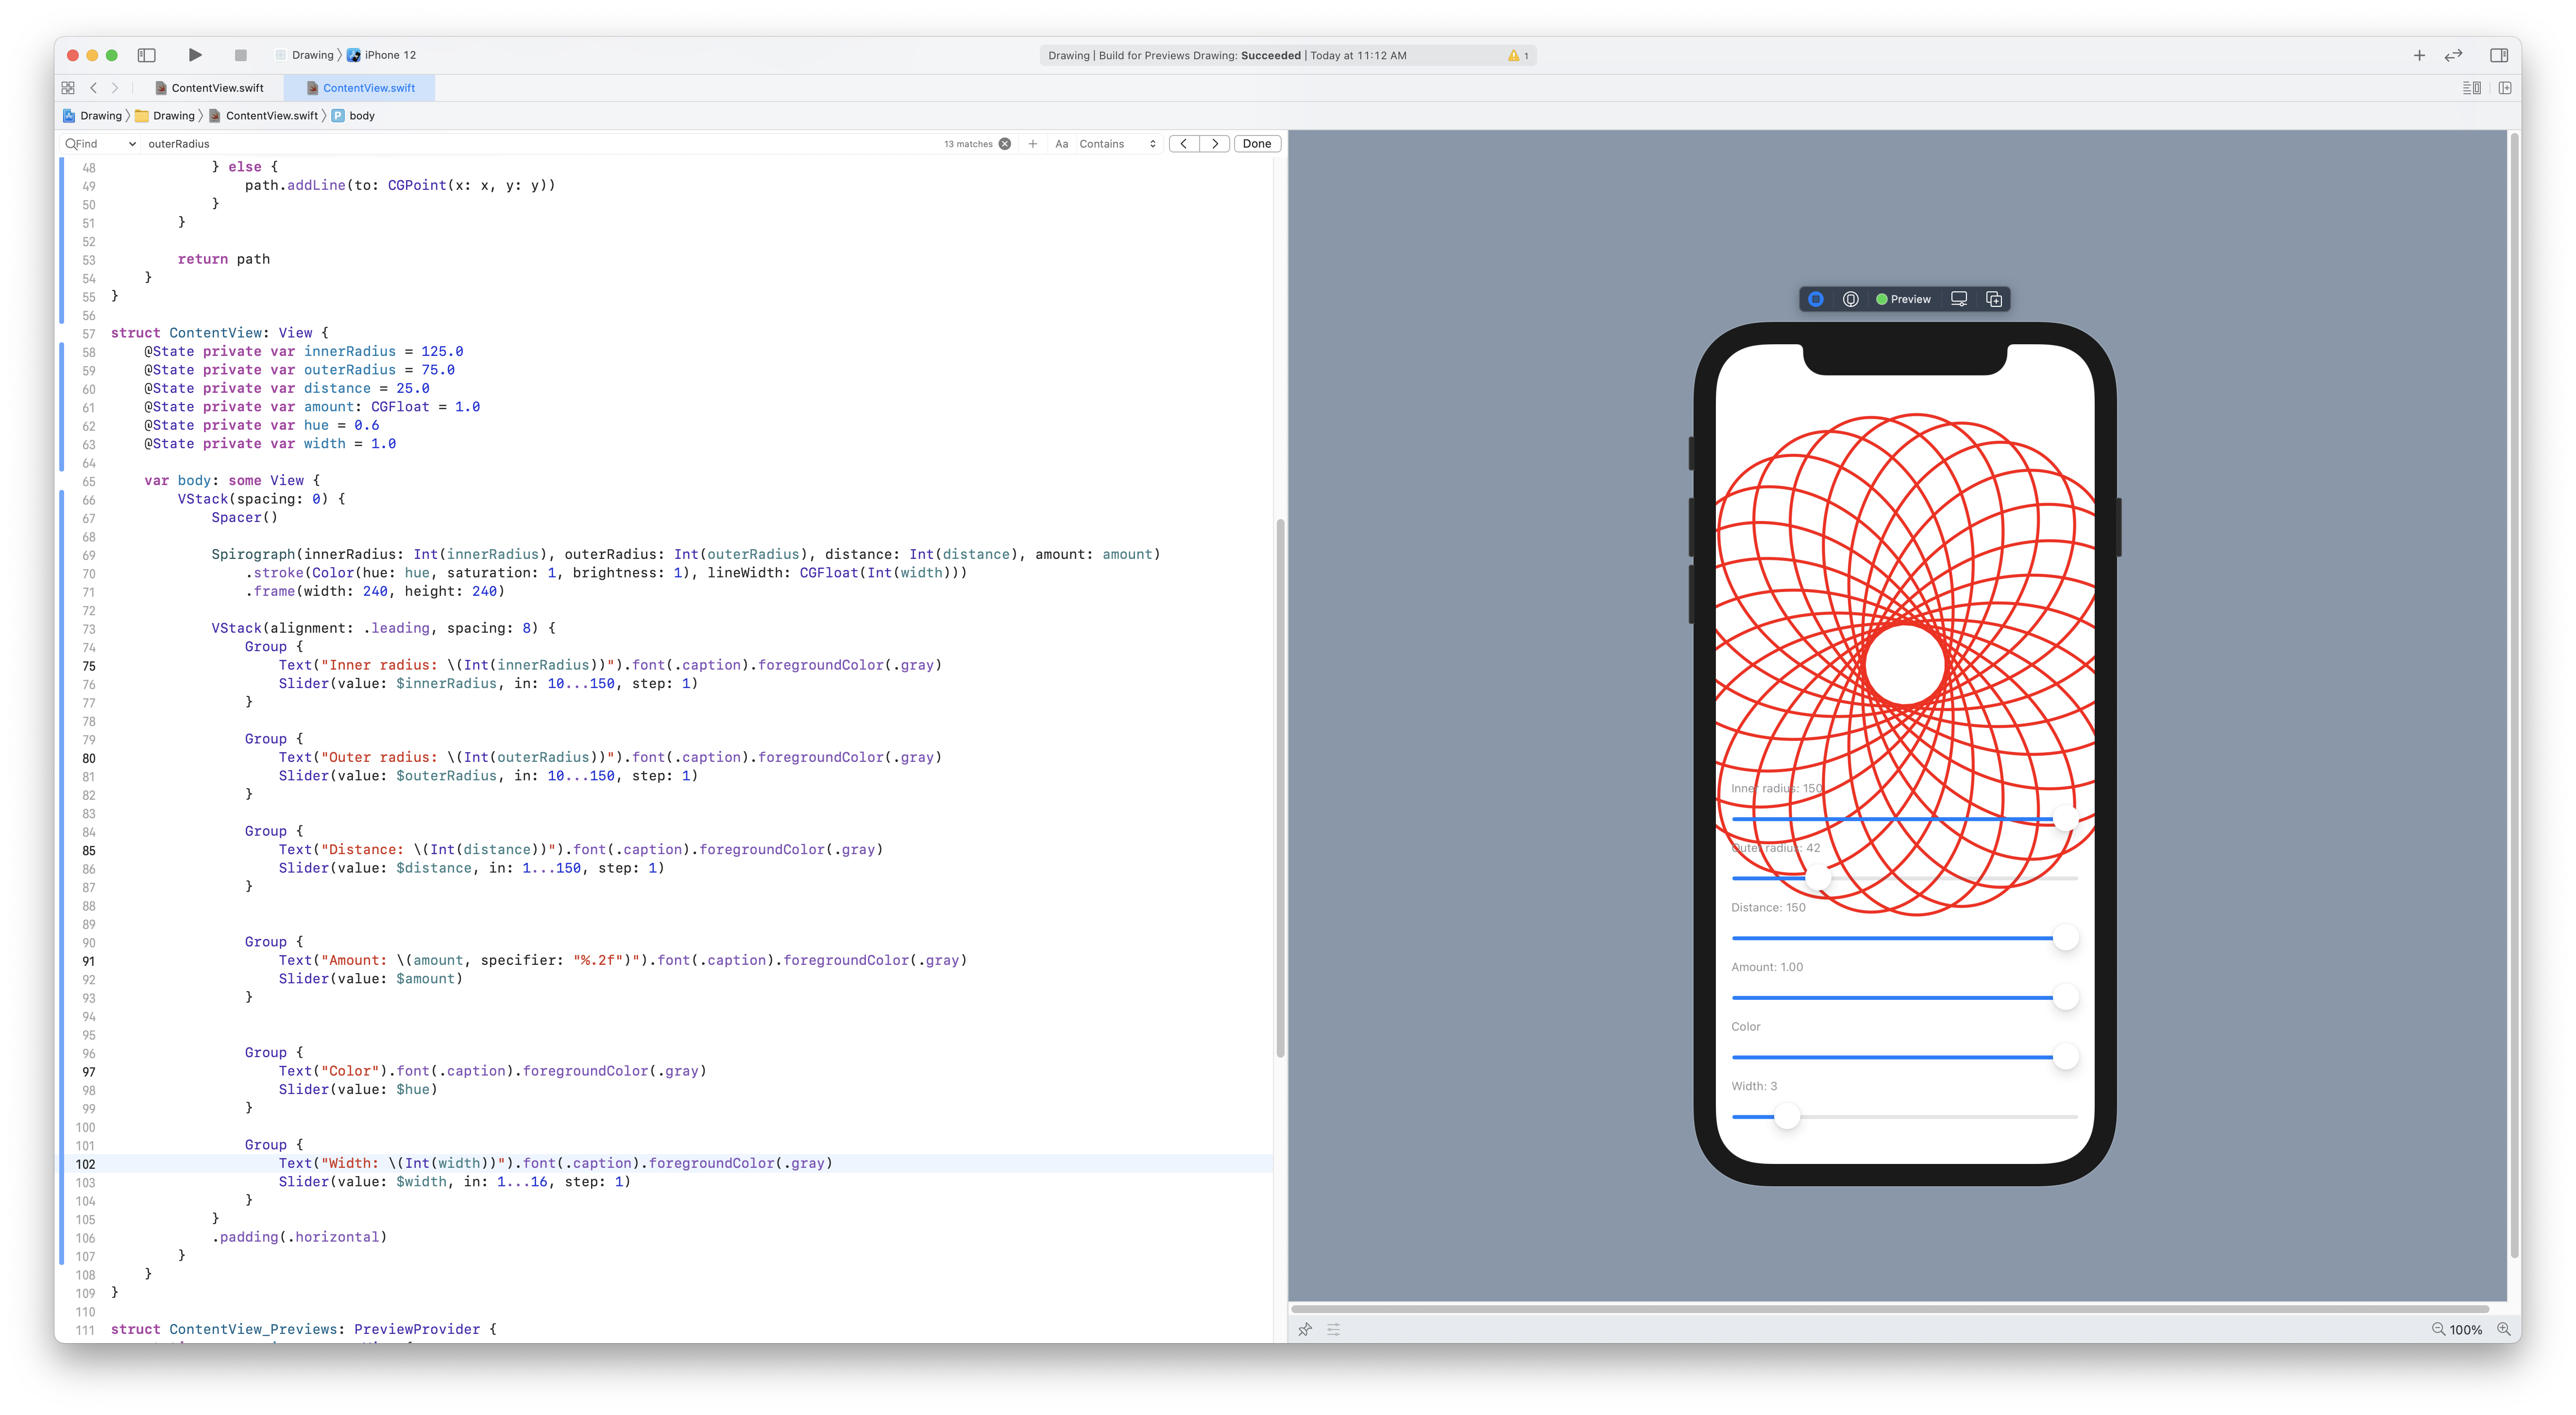 Drawing 〉 iPhone 12
Drawing | Build for Previews Drawing: Succeeded | Today at 11:12 AM
1
ContentView.swift
ContentView.swift
Drawing 〉 Drawing 〉 ContentView.swift 〉 P body
Find outerRadius 13 matches Aa Contains Done
48 } else {
49 path.addLine(to: CGPoint(x: x, y: y))
50 }
51 }
52
53 return path
54 }
55 }
56
57 struct ContentView: View {
58 @State private var innerRadius = 125.0
59 @State private var outerRadius = 75.0
60 @State private var distance = 25.0
61 @State private var amount: CGFloat = 1.0
62 @State private var hue = 0.6
63 @State private var width = 1.0
64
65 var body: some View {
66 VStack(spacing: 0) {
67 Spacer()
68
69 Spirograph(innerRadius: Int(innerRadius), outerRadius: Int(outerRadius), distance: Int(distance), amount: amount)
70 .stroke(Color(hue: hue, saturation: 1, brightness: 1), lineWidth: CGFloat(Int(width)))
71 .frame(width: 240, height: 240)
72
73 VStack(alignment: .leading, spacing: 8) {
74 Group {
75 Text("Inner radius: \(Int(innerRadius))").font(.caption).foregroundColor(.gray)
76 Slider(value: $innerRadius, in: 10...150, step: 1)
77 }
78
79 Group {
80 Text("Outer radius: \(Int(outerRadius))").font(.caption).foregroundColor(.gray)
81 Slider(value: $outerRadius, in: 10...150, step: 1)
82 }
83
84 Group {
85 Text("Distance: \(Int(distance))").font(.caption).foregroundColor(.gray)
86 Slider(value: $distance, in: 1...150, step: 1)
87 }
88
89
90 Group {
91 Text("Amount: \(amount, specifier: "%.2f")").font(.caption).foregroundColor(.gray)
92 Slider(value: $amount)
93 }
94
95
96 Group {
97 Text("Color").font(.caption).foregroundColor(.gray)
98 Slider(value: $hue)
99 }
100
101 Group {
102 Text("Width: \(Int(width))").font(.caption).foregroundColor(.gray)
103 Slider(value: $width, in: 1...16, step: 1)
104 }
105 }
106 .padding(.horizontal)
107 }
108 }
109 }
110
111 struct ContentView_Previews: PreviewProvider {
Preview
Inner radius: 150
Outer radius: 42
Distance: 150
Amount: 1.00
Color
Width: 3
100%